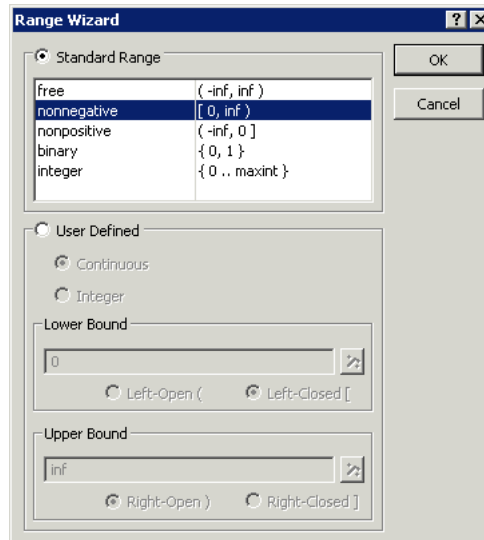 Range Wizard
Standard Range
OK
Cancel
free ( -inf, inf )
nonnegative [ 0, inf )
nonpositive ( -inf, 0 ]
binary { 0, 1 }
integer { 0 .. maxint }
User Defined
Continuous
Integer
Lower Bound
0
Left-Open ( Left-Closed [
Upper Bound
inf
Right-Open ) Right-Closed ]